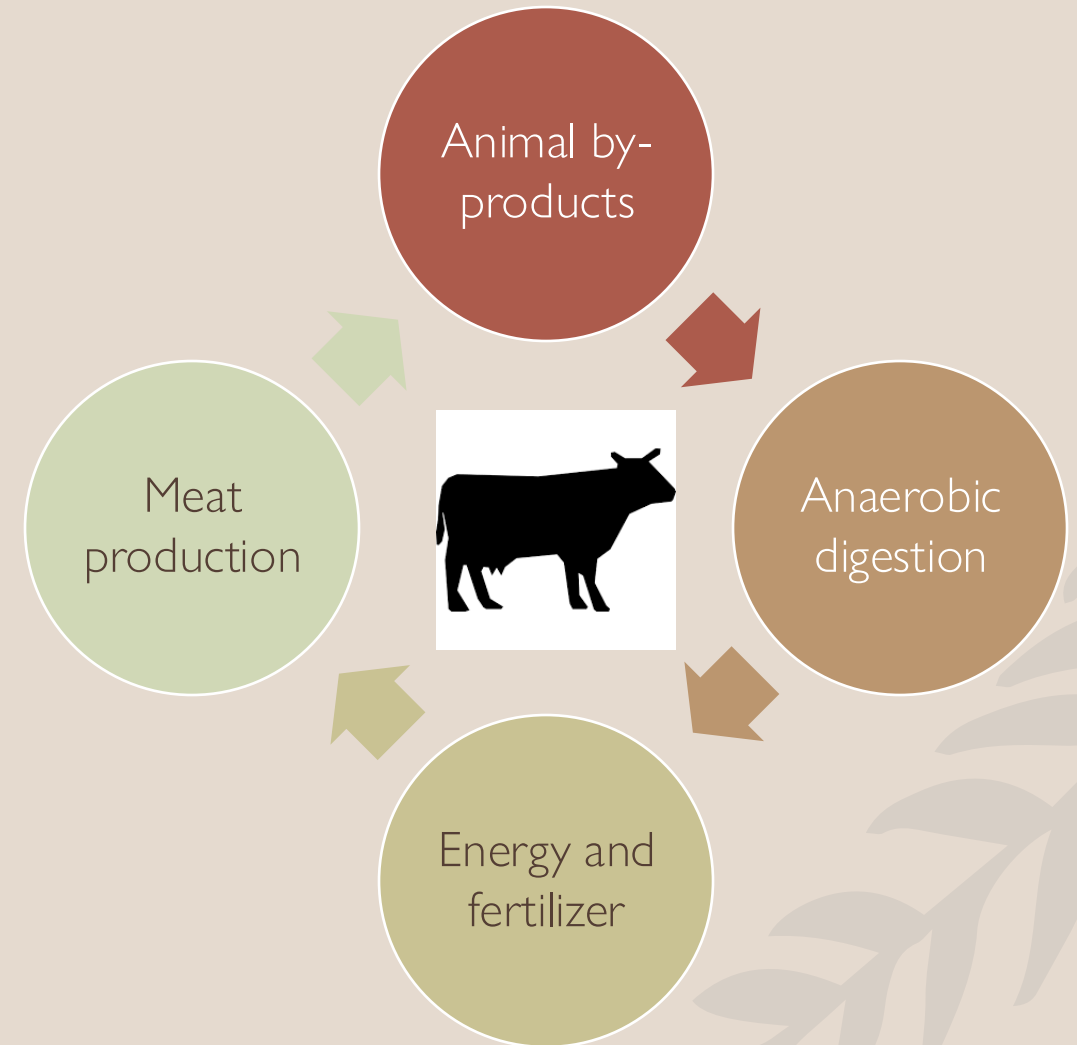 Animal by-
products
Anaerobic
digestion
Energy and
fertilizer
Meat
production